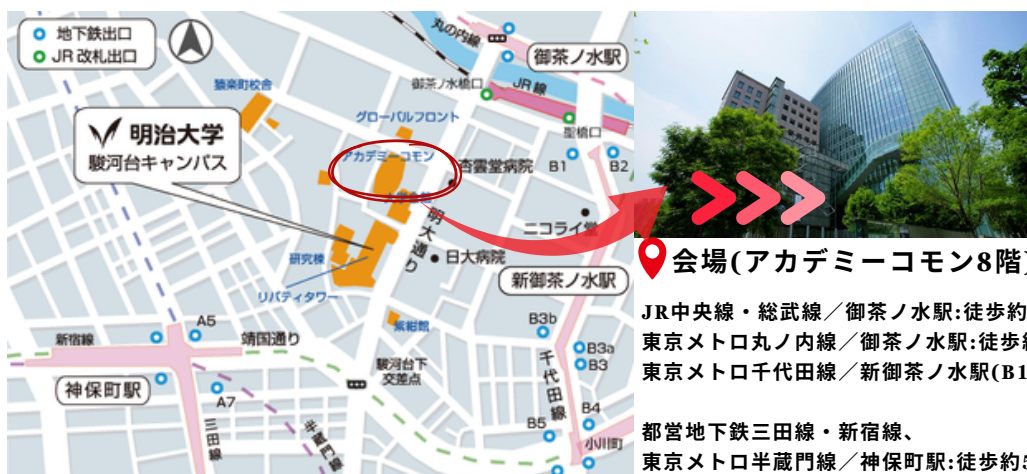 地下鉄出口
JR改札出口
丸の内線
御茶ノ水駅
御茶ノ水橋口
JR線
猿楽町校舎
グローバルフロント
聖橋口
明治大学
駿河台キャンパス
アカデミーコモン
杏雲堂病院
B1
B2
明大通り
ニコライ堂
日大病院
研究棟
新御茶ノ水駅
リバティタワー
紫紺館
B3b
A5
新宿線
靖国通り
B3a
B3
駿河台下
交差点
千代田線
神保町駅
A7
B4
B5
三田線
半蔵門線
小川町
会場(アカデミーコモン8階)
JR中央線・総武線／御茶ノ水駅:徒歩約
東京メトロ丸ノ内線／御茶ノ水駅:徒歩
東京メトロ千代田線／新御茶ノ水駅(B1
都営地下鉄三田線・新宿線、
東京メトロ半蔵門線／神保町駅:徒歩約